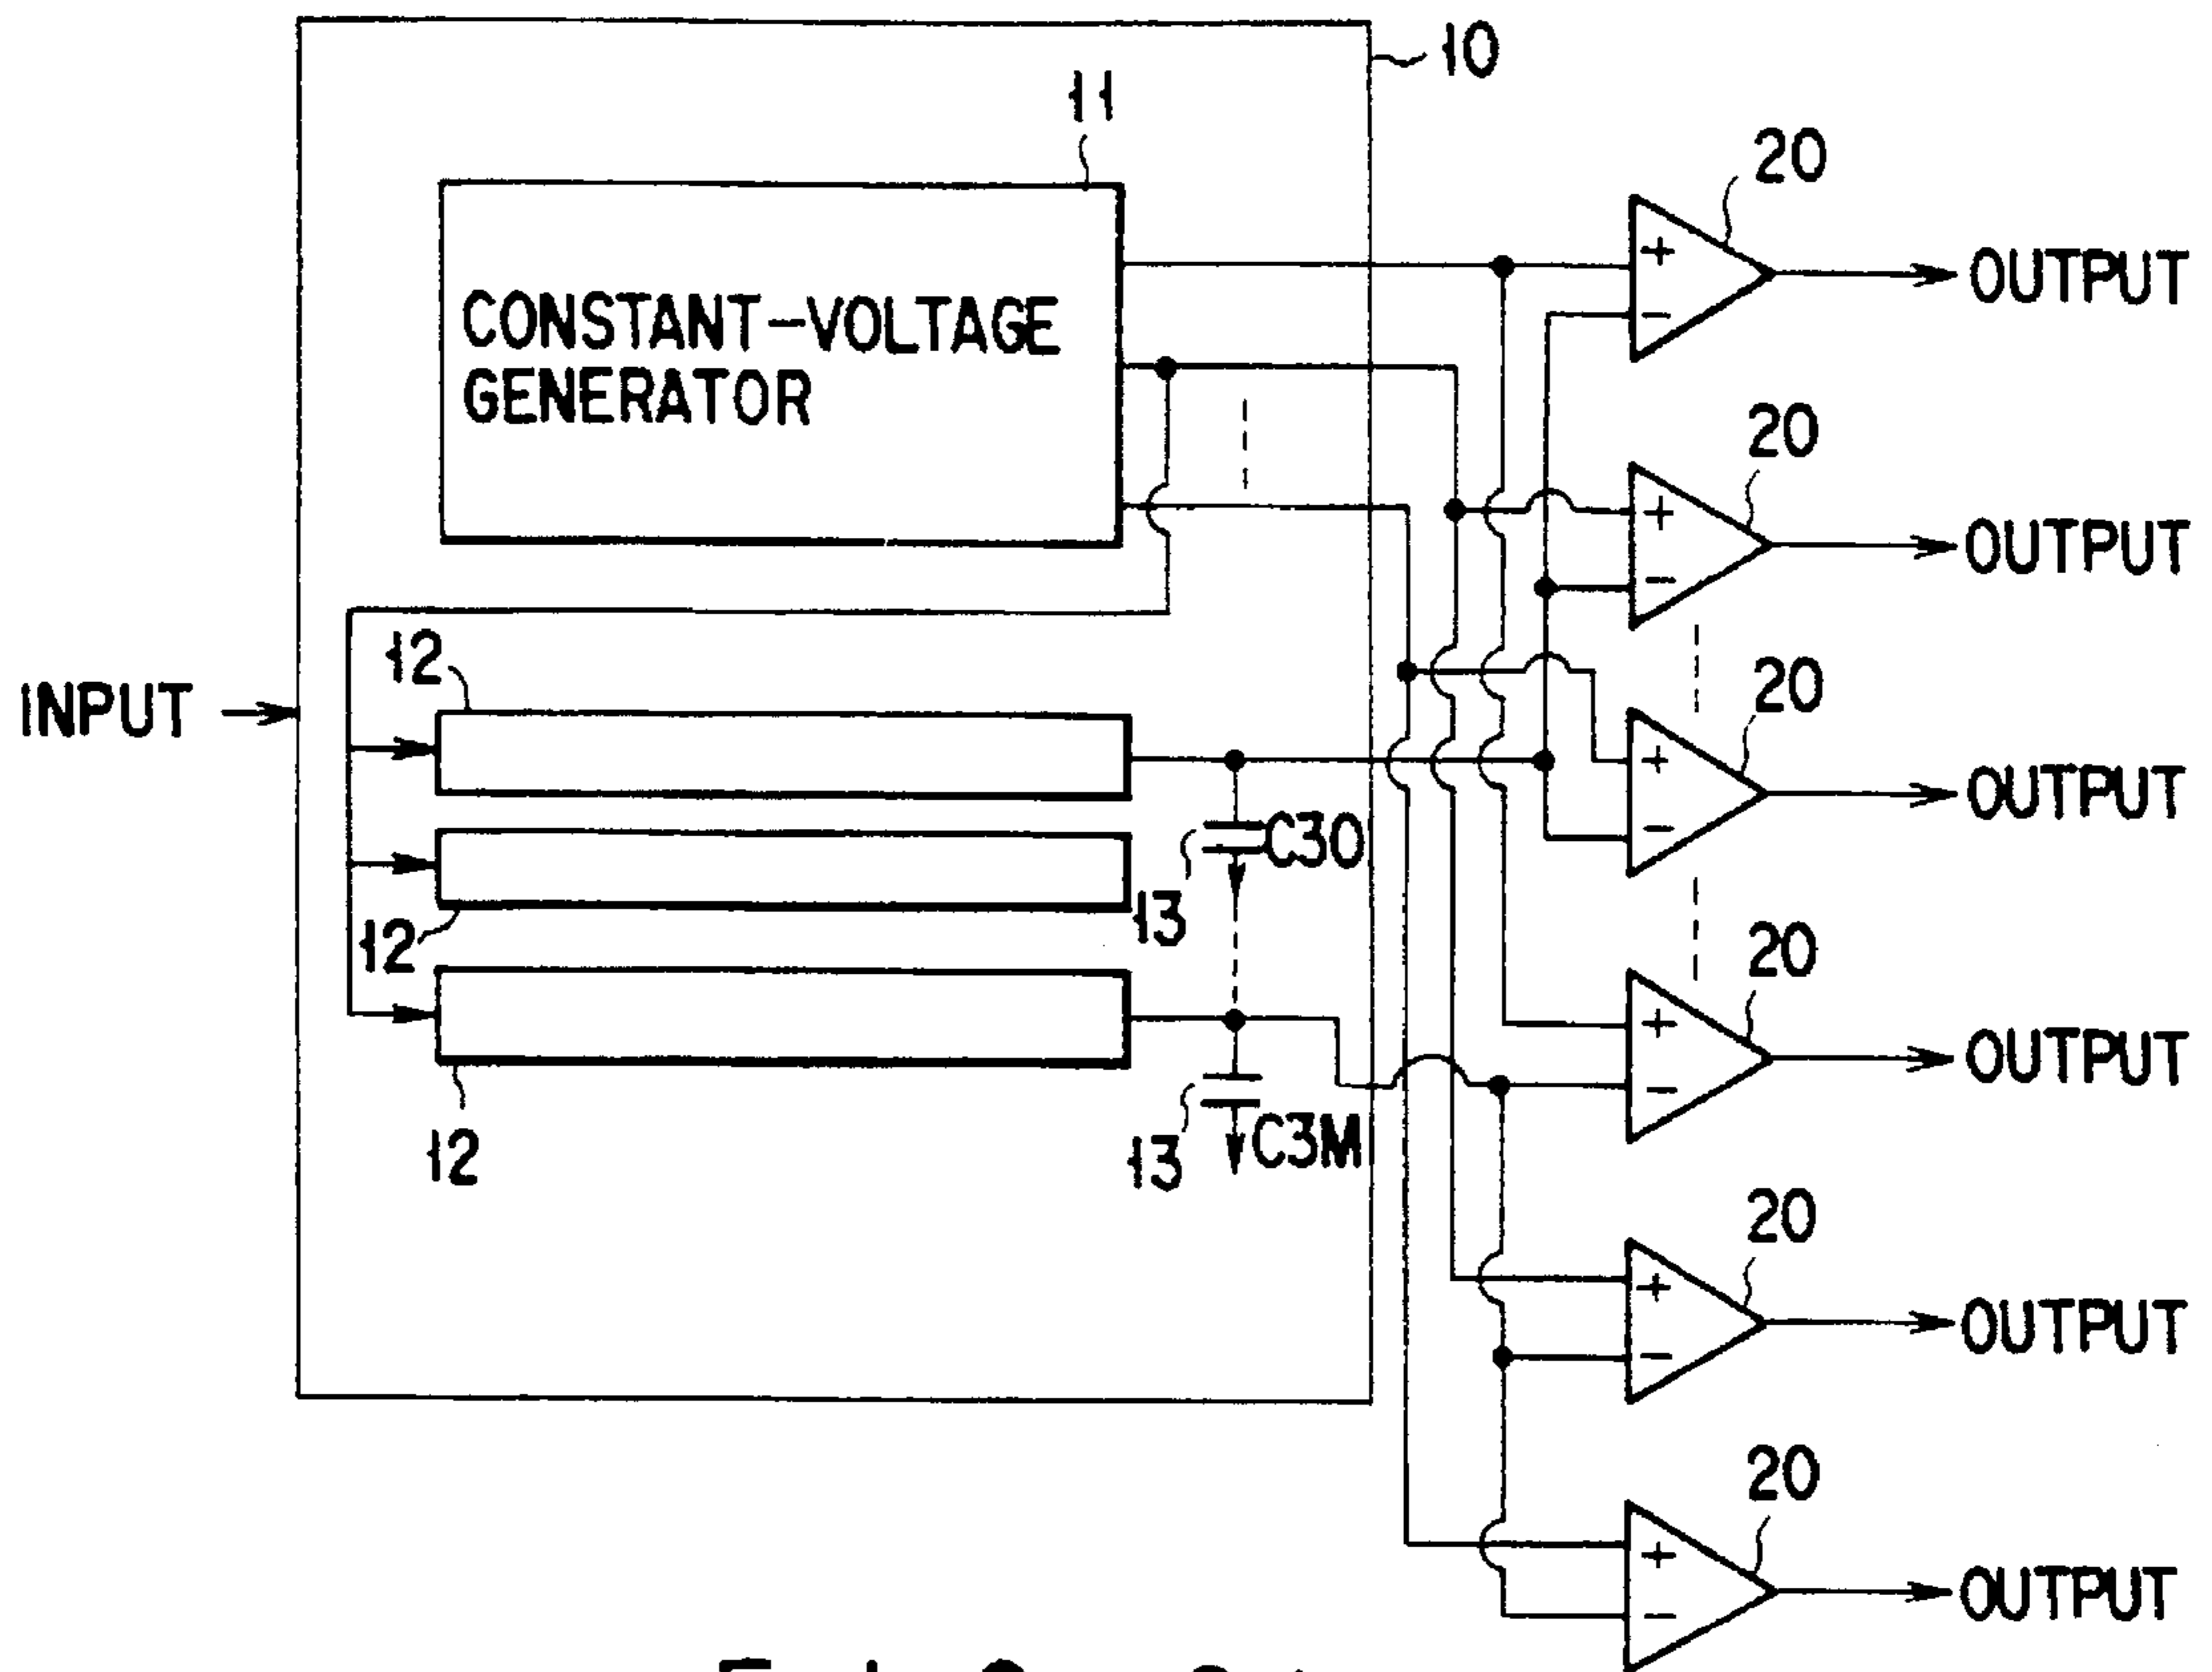 10
11
20
CONSTANT-VOLTAGE
GENERATOR
+
-
OUTPUT
20
+
-
OUTPUT
INPUT
12
20
+
-
OUTPUT
C30
13
12
20
+
-
OUTPUT
12
13
C3M
20
+
-
OUTPUT
20
+
-
OUTPUT